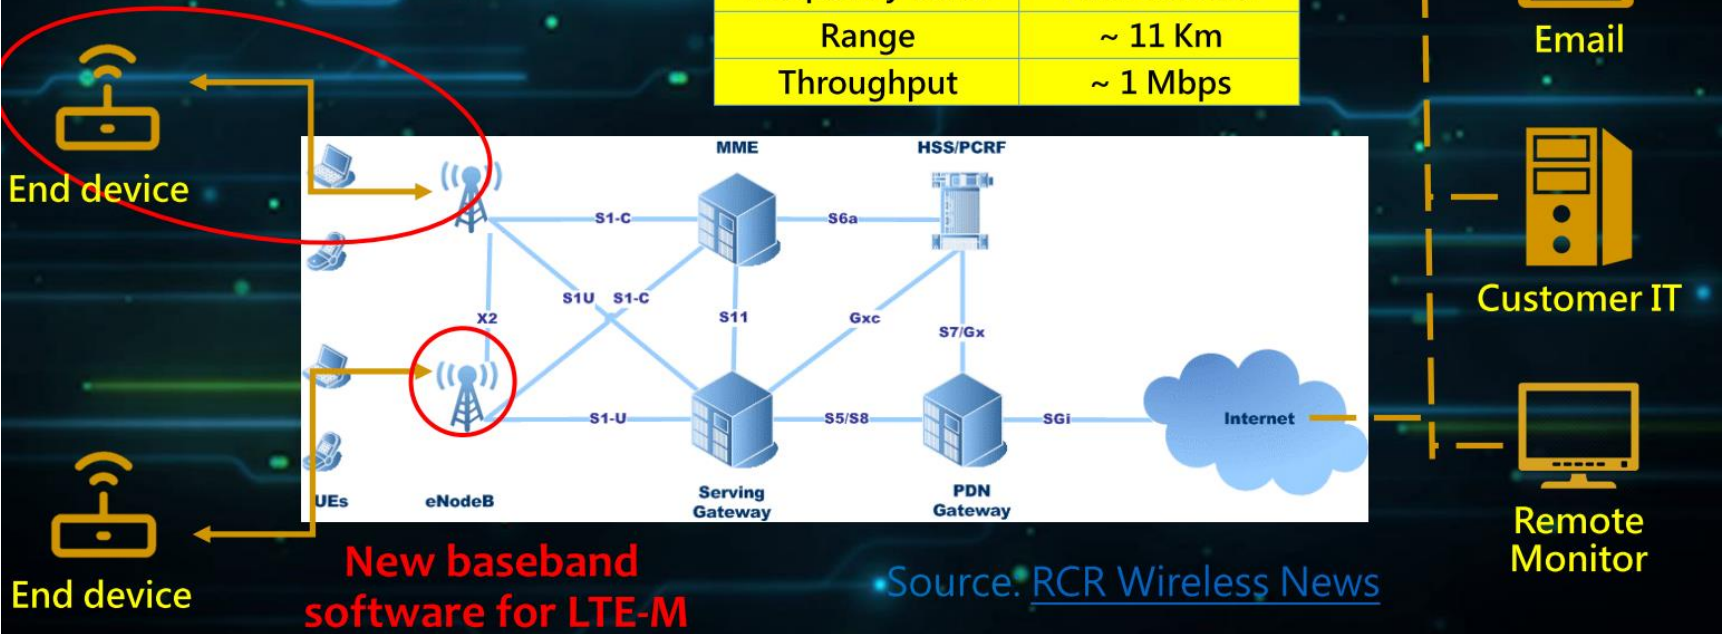 Range ~ 11 Km
Throughput ~ 1 Mbps
Email
End device
MME
HSS/PCRF
S1-C
S6a
Customer IT
S1U
S1-C
X2
S11
Gxc
S7/Gx
S1-U
S5/S8
SGi
Internet
UEs
eNodeB
Serving
Gateway
PDN
Gateway
Remote
Monitor
End device
New baseband
software for LTE-M
Source: RCR Wireless News